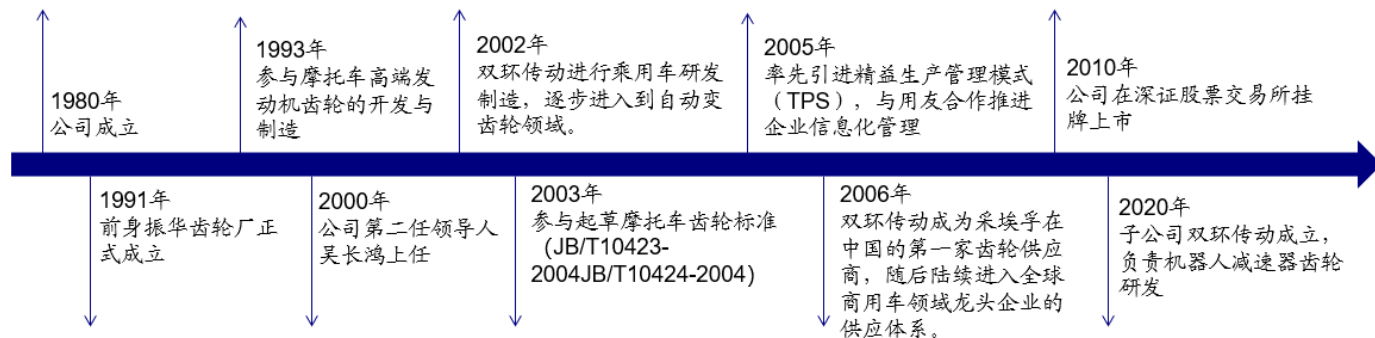 1980年
公司成立
1993年
参与摩托车高端发
动机齿轮的开发与
制造
2002年
双环传动进行乘用车研发
制造，逐步进入到自动变
齿轮领域。
2005年
率先引进精益生产管理模式
（TPS），与用友合作推进
企业信息化管理
2010年
公司在深证股票交易所挂
牌上市
1991年
前身振华齿轮厂正
式成立
2000年
公司第二任领导人
吴长鸿上任
2003年
参与起草摩托车齿轮标准
（JB/T10423-
2004JB/T10424-2004）
2006年
双环传动成为采埃孚在
中国的第一家齿轮供应
商，随后陆续进入全球
商用车领域龙头企业的
供应体系。
2020年
子公司双环传动成立，
负责机器人减速器齿轮
研发